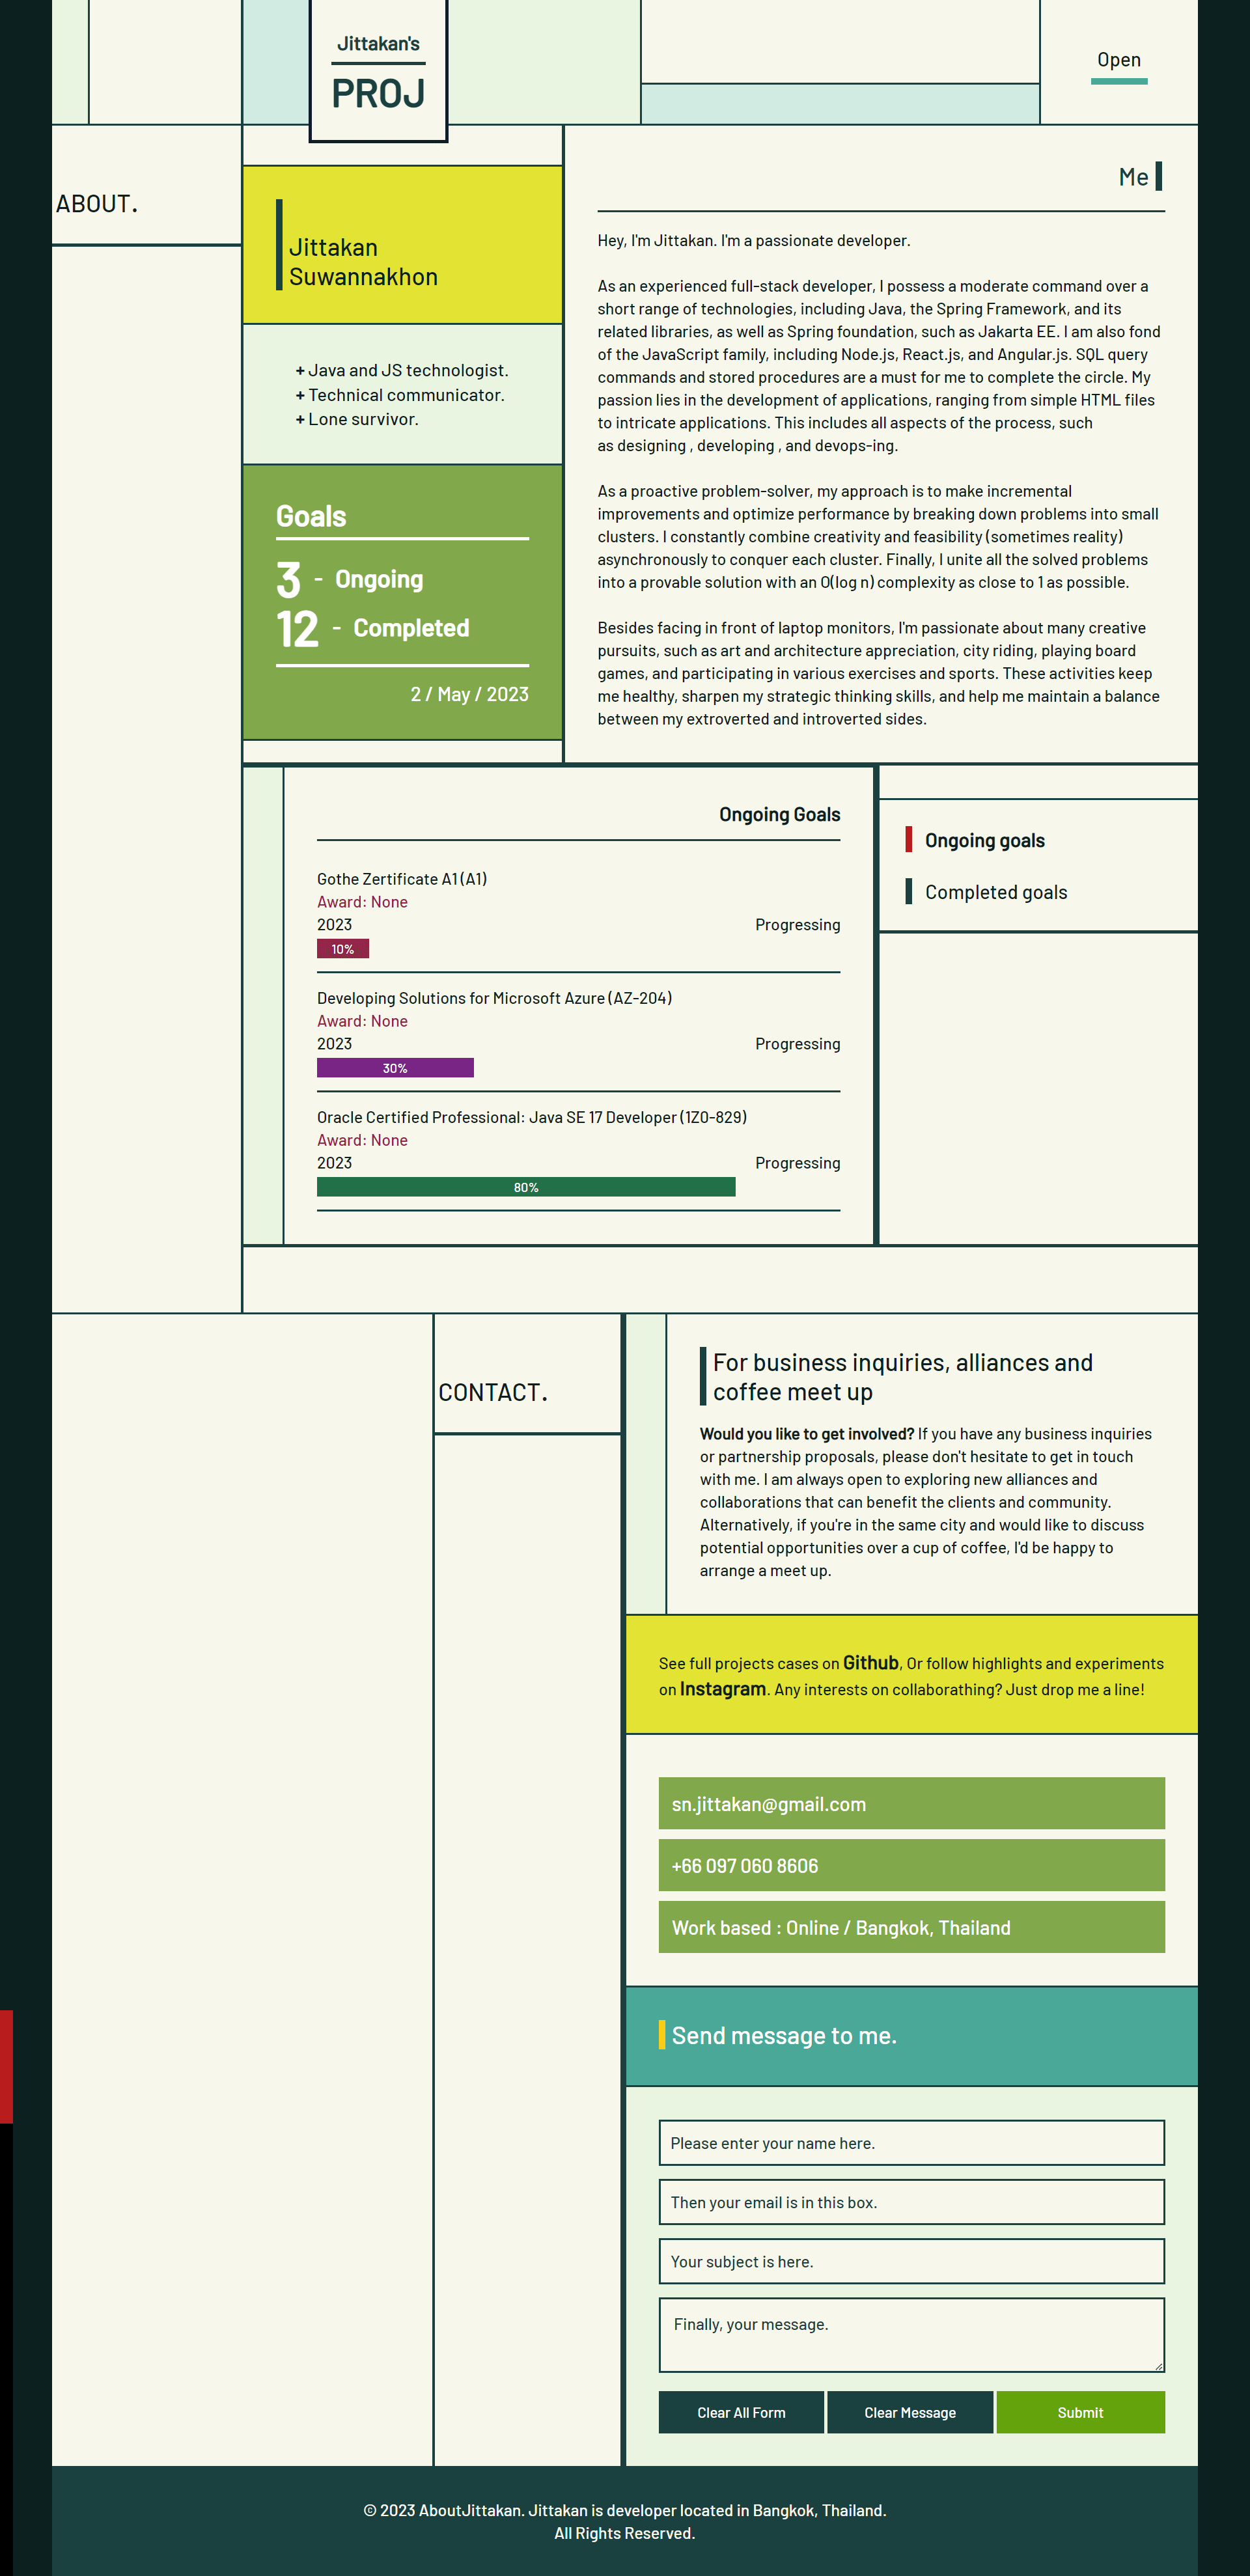 Jittakan's
PROJ
Open
ABOUT.
Jittakan
Suwannakhon
+ Java and JS technologist.
+ Technical communicator.
+ Lone survivor.
Goals
3 - Ongoing
12 - Completed
2 / May / 2023
Me
Hey, I'm Jittakan. I'm a passionate developer.
As an experienced full-stack developer, I possess a moderate command over a
short range of technologies, including Java, the Spring Framework, and its
related libraries, as well as Spring foundation, such as Jakarta EE. I am also fond
of the JavaScript family, including Node.js, React.js, and Angular.js. SQL query
commands and stored procedures are a must for me to complete the circle. My
passion lies in the development of applications, ranging from simple HTML files
to intricate applications. This includes all aspects of the process, such
as designing , developing , and devops-ing.
As a proactive problem-solver, my approach is to make incremental
improvements and optimize performance by breaking down problems into small
clusters. I constantly combine creativity and feasibility (sometimes reality)
asynchronously to conquer each cluster. Finally, I unite all the solved problems
into a provable solution with an O(log n) complexity as close to 1 as possible.
Besides facing in front of laptop monitors, I'm passionate about many creative
pursuits, such as art and architecture appreciation, city riding, playing board
games, and participating in various exercises and sports. These activities keep
me healthy, sharpen my strategic thinking skills, and help me maintain a balance
between my extroverted and introverted sides.
Ongoing Goals
Gothe Zertificate A1 (A1)
Award: None
2023 Progressing
10%
Developing Solutions for Microsoft Azure (AZ-204)
Award: None
2023 Progressing
30%
Oracle Certified Professional: Java SE 17 Developer (1Z0-829)
Award: None
2023 Progressing
80%
Ongoing goals
Completed goals
CONTACT.
For business inquiries, alliances and
coffee meet up
Would you like to get involved? If you have any business inquiries
or partnership proposals, please don't hesitate to get in touch
with me. I am always open to exploring new alliances and
collaborations that can benefit the clients and community.
Alternatively, if you're in the same city and would like to discuss
potential opportunities over a cup of coffee, I'd be happy to
arrange a meet up.
See full projects cases on Github, Or follow highlights and experiments
on Instagram. Any interests on collaborathing? Just drop me a line!
sn.jittakan@gmail.com
+66 097 060 8606
Work based : Online / Bangkok, Thailand
Send message to me.
Please enter your name here.
Then your email is in this box.
Your subject is here.
Finally, your message.
Clear All Form Clear Message Submit
© 2023 AboutJittakan. Jittakan is developer located in Bangkok, Thailand.
All Rights Reserved.